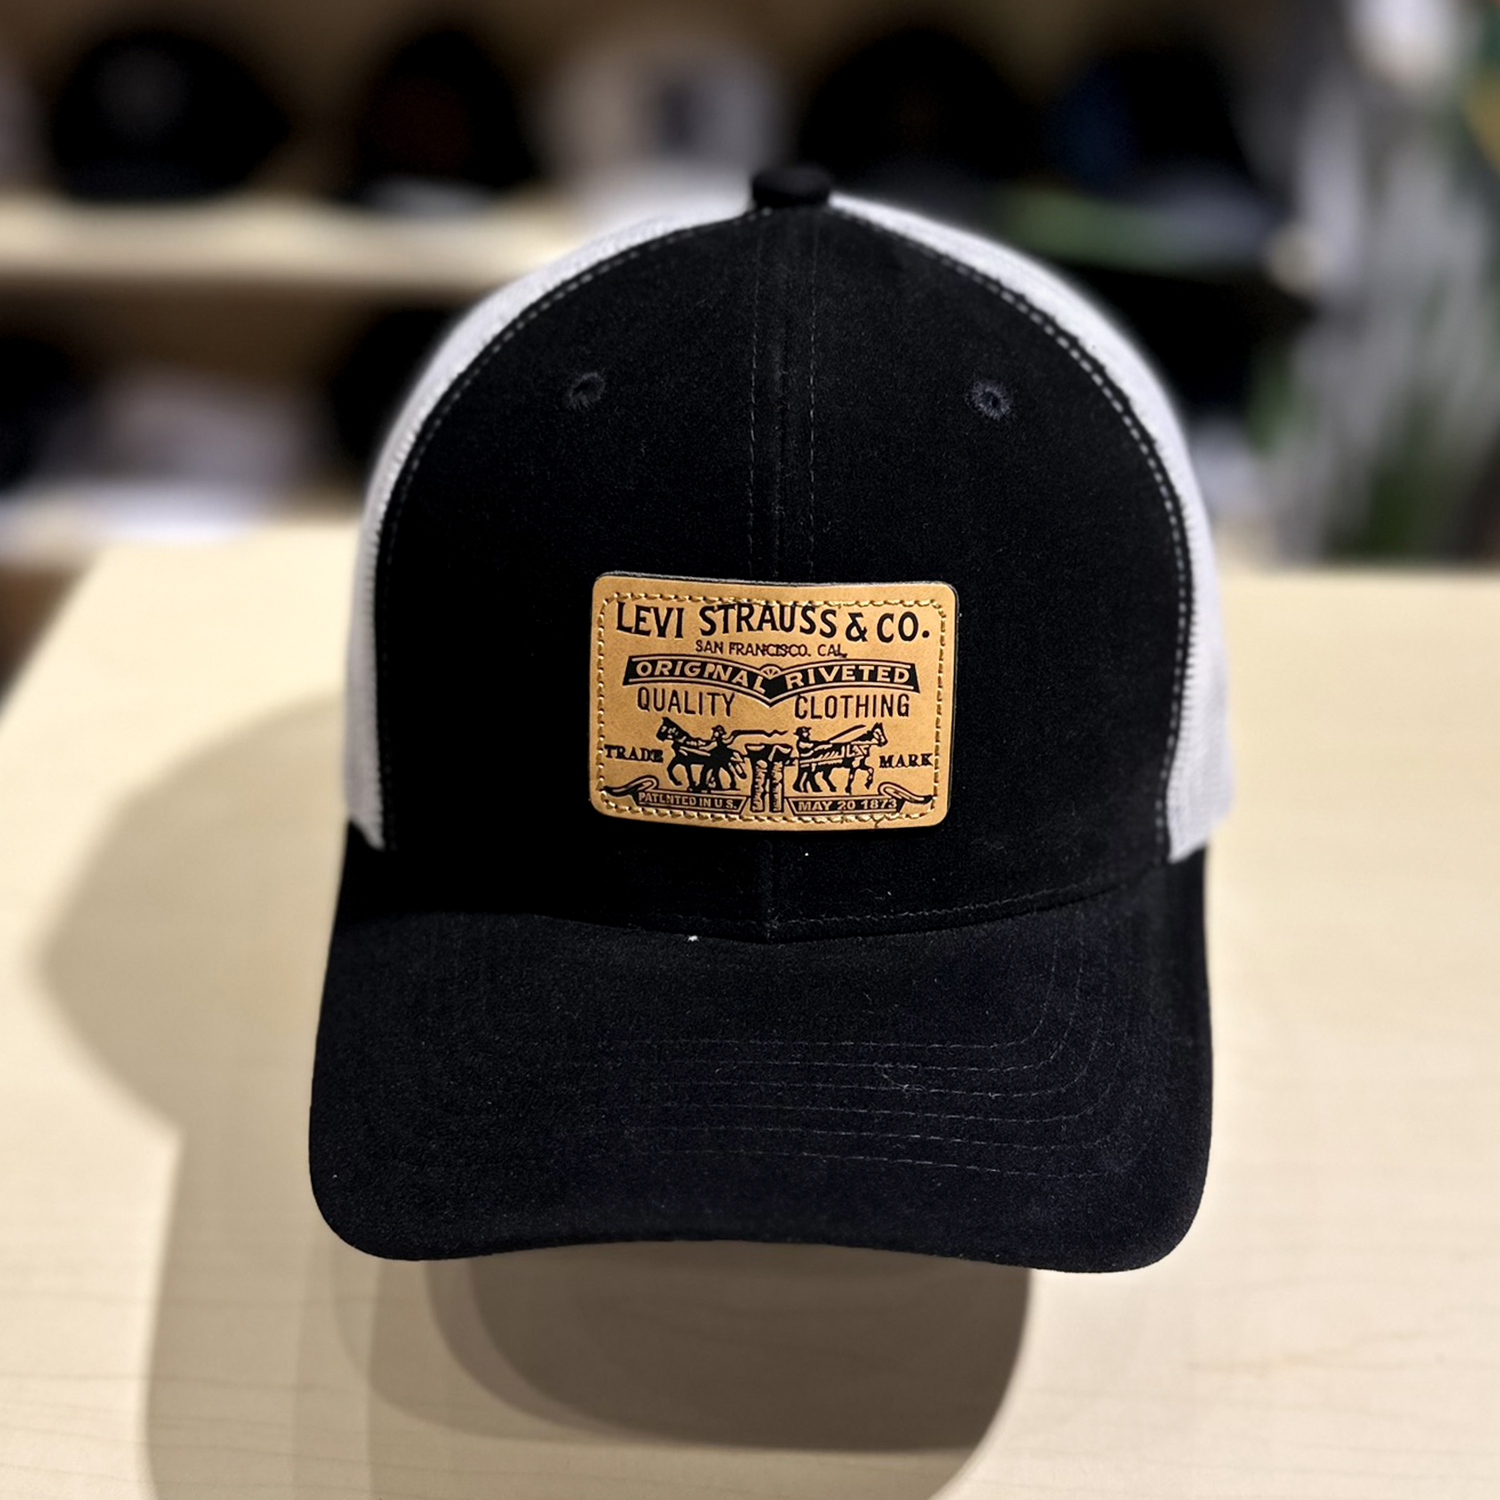 LEVI STRAUSS & CO.
SAN FRANCISCO. CAL
ORIGINAL RIVETED
QUALITY CLOTHING
TRADE MARK
PATENTED IN U.S. MAY 20 1873